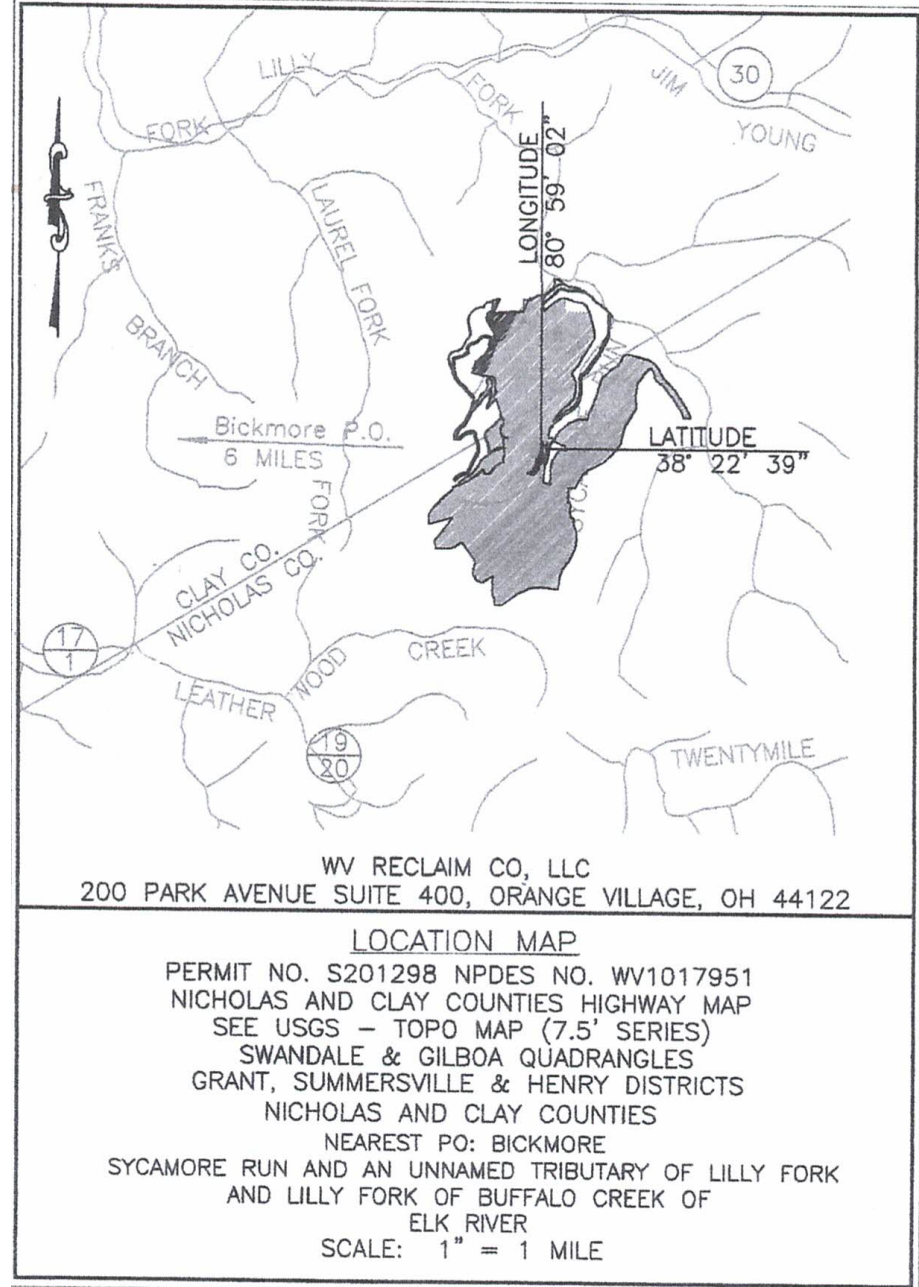 LILLY
FORK
JIM
30
FORK
YOUNG
LONGITUDE
80° 59' 02"
FRANKS
LAUREL FORK
BRANCH
Bickmore P.O.
6 MILES
LATITUDE
38° 22' 39"
FORK
CLAY CO.
NICHOLAS CO.
17
1
LEATHER
WOOD
CREEK
19
20
TWENTYMILE
WV RECLAIM CO, LLC
200 PARK AVENUE SUITE 400, ORANGE VILLAGE, OH 44122
LOCATION MAP
PERMIT NO. S201298 NPDES NO. WV1017951
NICHOLAS AND CLAY COUNTIES HIGHWAY MAP
SEE USGS – TOPO MAP (7.5' SERIES)
SWANDALE & GILBOA QUADRANGLES
GRANT, SUMMERSVILLE & HENRY DISTRICTS
NICHOLAS AND CLAY COUNTIES
NEAREST PO: BICKMORE
SYCAMORE RUN AND AN UNNAMED TRIBUTARY OF LILLY FORK
AND LILLY FORK OF BUFFALO CREEK OF
ELK RIVER
SCALE: 1" = 1 MILE